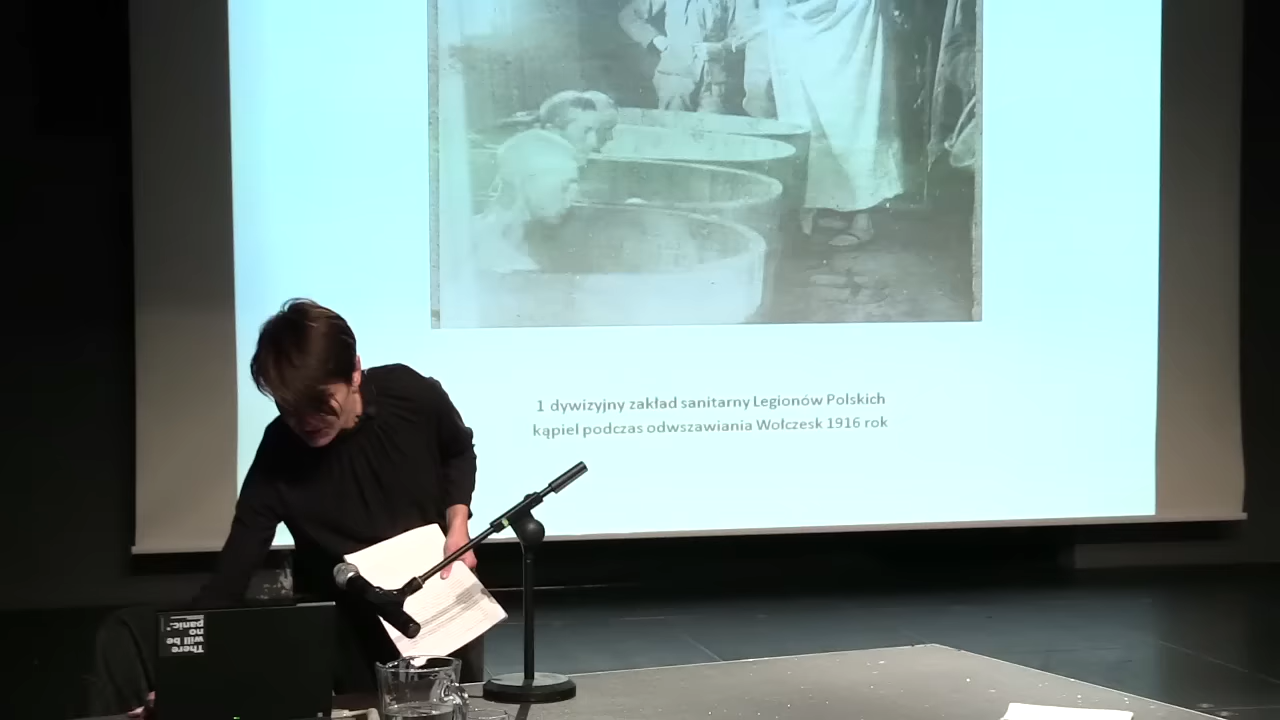 1 dywizyjny zakład sanitarny Legionów Polskich
kąpiel podczas odwszawiania Wołczesk 1916 rok
There
will be
no
panic."